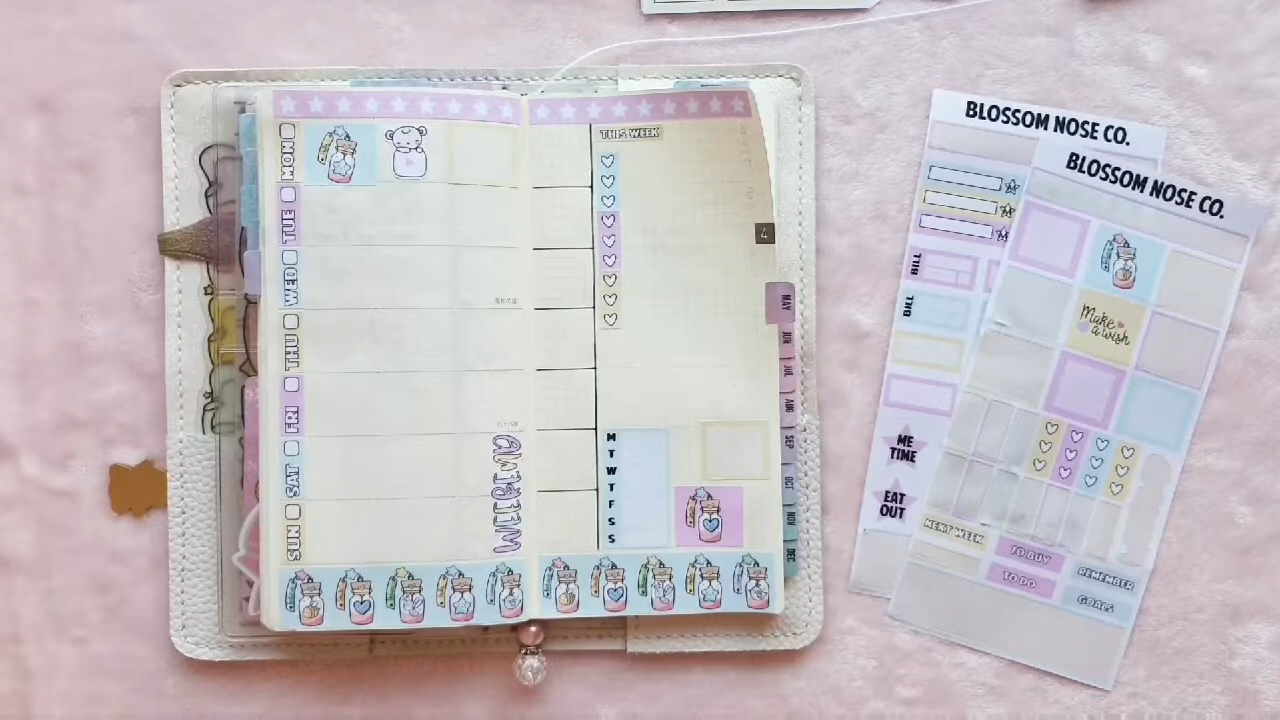 MON
TUE
WED
THU
FRI
SAT
SUN
WEEKEND
THIS WEEK
4
M
T
W
T
F
S
S
MAY
JUN
JUL
AUG
SEP
OCT
NOV
DEC
BLOSSOM NOSE CO.
BILL
BILL
ME
TIME
EAT
OUT
BLOSSOM NOSE CO.
Make
a wish
NEXT WEEK
TO BUY
TO DO
REMEMBER
GOALS